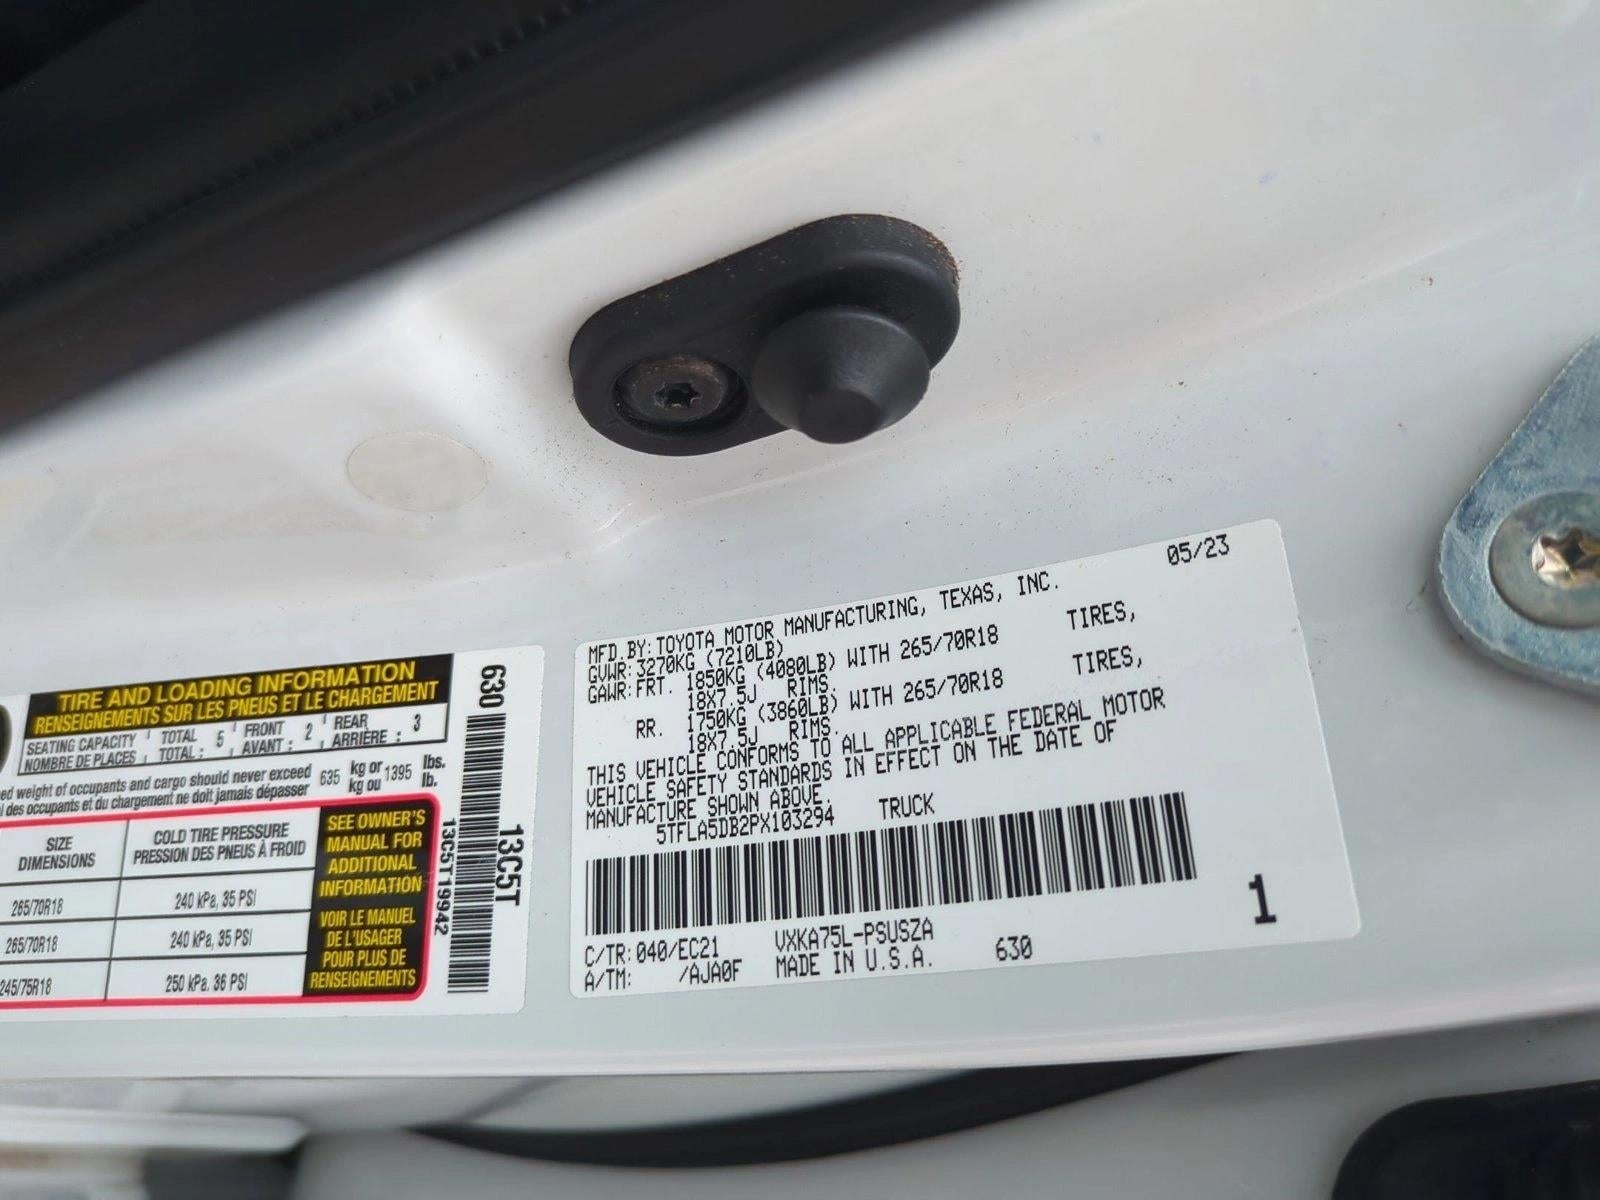 TIRE AND LOADING INFORMATION
RENSEIGNEMENTS SUR LES PNEUS ET LE CHARGEMENT
SEATING CAPACITY TOTAL 5 FRONT 2 REAR 3
NOMBRE DE PLACES TOTAL : AVANT : ARRIÈRE :
weight of occupants and cargo should never exceed 635 kg or 1395 lbs.
des occupants et du chargement ne doit jamais dépasser kg ou lb.
SIZE COLD TIRE PRESSURE
DIMENSIONS PRESSION DES PNEUS À FROID
265/70R18 240 kPa, 35 PSI
265/70R18 240 kPa, 35 PSI
245/75R18 250 kPa, 36 PSI
SEE OWNER'S
MANUAL FOR
ADDITIONAL
INFORMATION
VOIR LE MANUEL
DE L'USAGER
POUR PLUS DE
RENSEIGNEMENTS
630
13C5T
13C5T19942
05/23
MFD.BY:TOYOTA MOTOR MANUFACTURING, TEXAS, INC.
GVWR:3270KG (7210LB)
GAWR:FRT. 1850KG (4080LB) WITH 265/70R18 TIRES,
18X7.5J RIMS.
RR. 1750KG (3860LB) WITH 265/70R18 TIRES,
18X7.5J RIMS.
THIS VEHICLE CONFORMS TO ALL APPLICABLE FEDERAL MOTOR
VEHICLE SAFETY STANDARDS IN EFFECT ON THE DATE OF
MANUFACTURE SHOWN ABOVE.
5TFLA5DB2PX103294 TRUCK
1
C/TR:040/EC21 VXKA75L-PSUSZA 630
A/TM: /AJA0F MADE IN U.S.A.